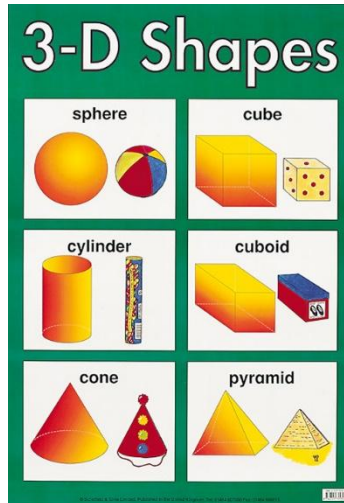 3-D Shapes
sphere
cube
cylinder
cuboid
cone
pyramid